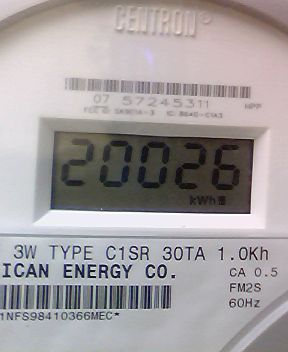 CENTRON®
07 57245311
20026
kWh
3W TYPE C1SR 30TA 1.0Kh
ICAN ENERGY CO.
CA 0.5
FM2S
60Hz
1NFS98410366MEC*